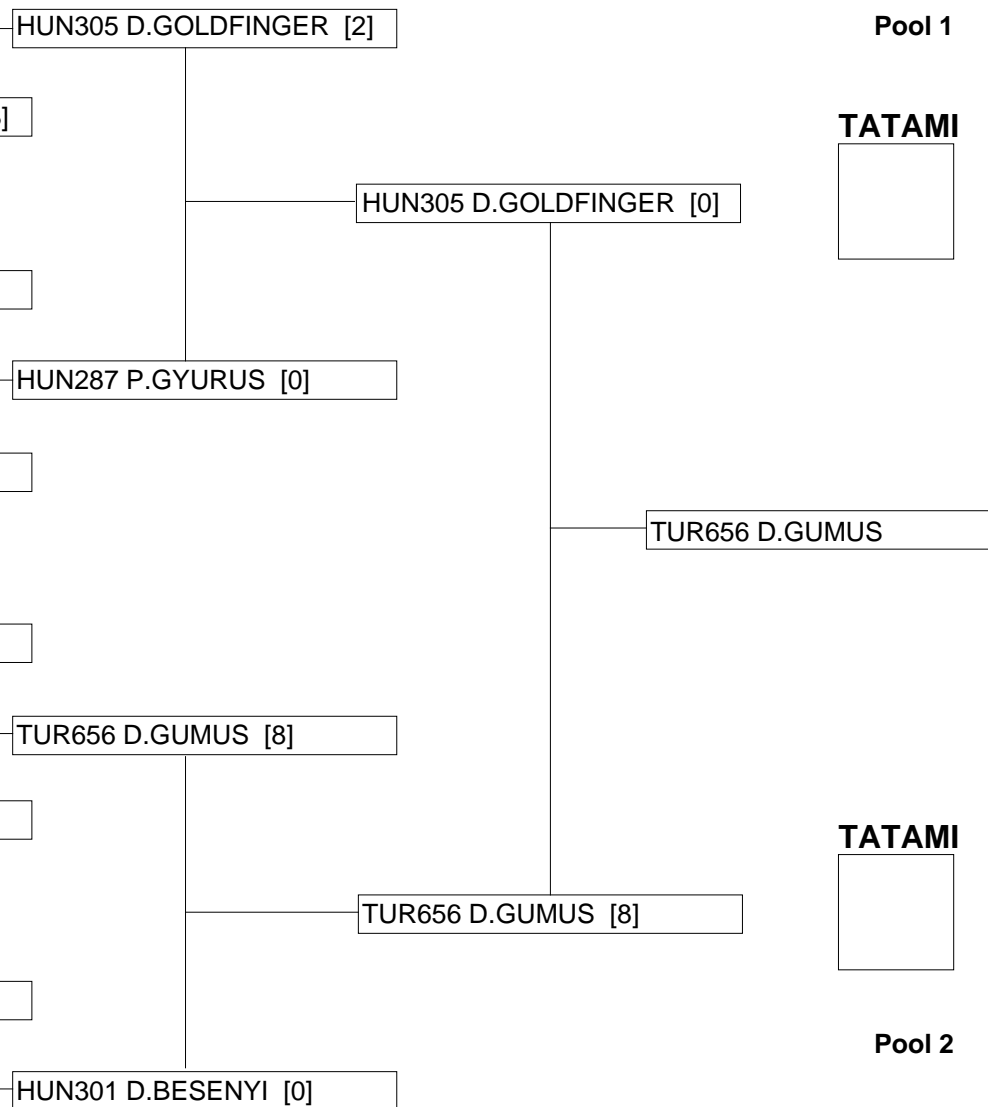 HUN305 D.GOLDFINGER [2]
Pool 1
]
TATAMI
HUN305 D.GOLDFINGER [0]
HUN287 P.GYURUS [0]
TUR656 D.GUMUS
TUR656 D.GUMUS [8]
TATAMI
TUR656 D.GUMUS [8]
Pool 2
HUN301 D.BESENYI [0]